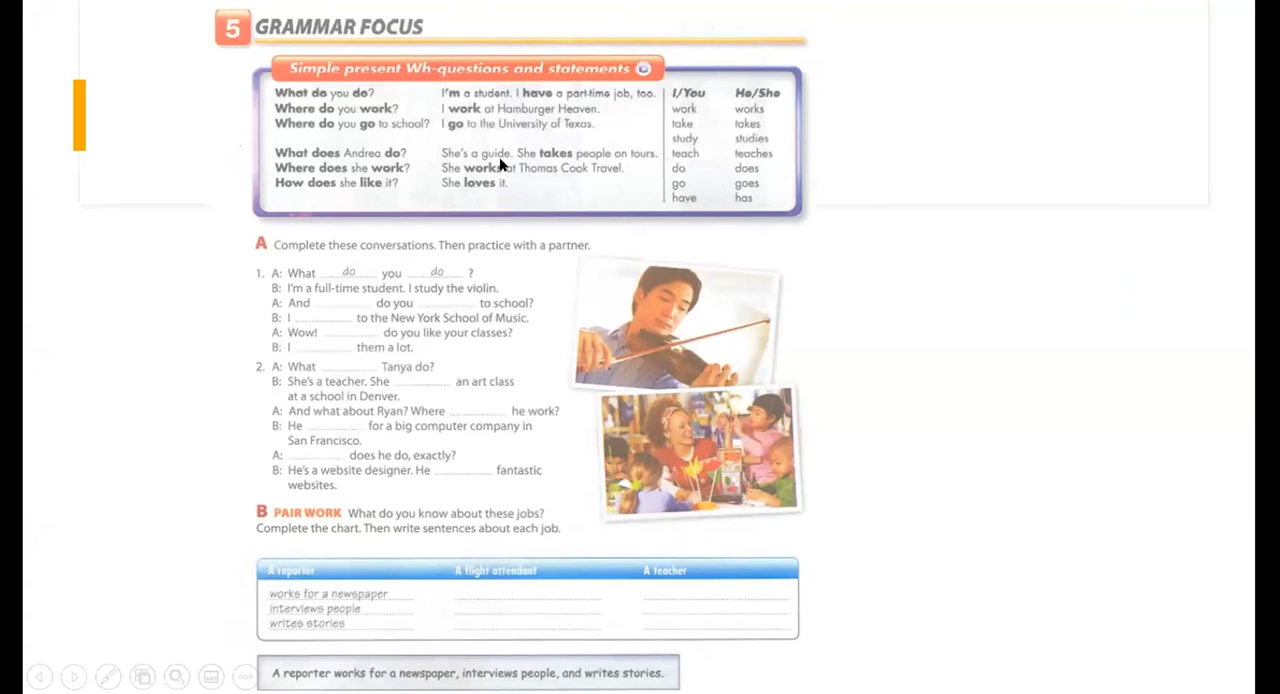 5 GRAMMAR FOCUS
Simple present Wh-questions and statements
What do you do? I'm a student. I have a part-time job, too. I/You He/She
Where do you work? I work at Hamburger Heaven. work works
Where do you go to school? I go to the University of Texas. take takes
study studies
What does Andrea do? She's a guide. She takes people on tours. teach teaches
Where does she work? She works at Thomas Cook Travel. do does
How does she like it? She loves it. go goes
have has
A Complete these conversations. Then practice with a partner.
1. A: What do you do ?
B: I'm a full-time student. I study the violin.
A: And do you to school?
B: I to the New York School of Music.
A: Wow! do you like your classes?
B: I them a lot.
2. A: What Tanya do?
B: She's a teacher. She an art class
at a school in Denver.
A: And what about Ryan? Where he work?
B: He for a big computer company in
San Francisco.
A: does he do, exactly?
B: He's a website designer. He fantastic
websites.
B PAIR WORK What do you know about these jobs?
Complete the chart. Then write sentences about each job.
A reporter A flight attendant A teacher
works for a newspaper
interviews people
writes stories
A reporter works for a newspaper, interviews people, and writes stories.